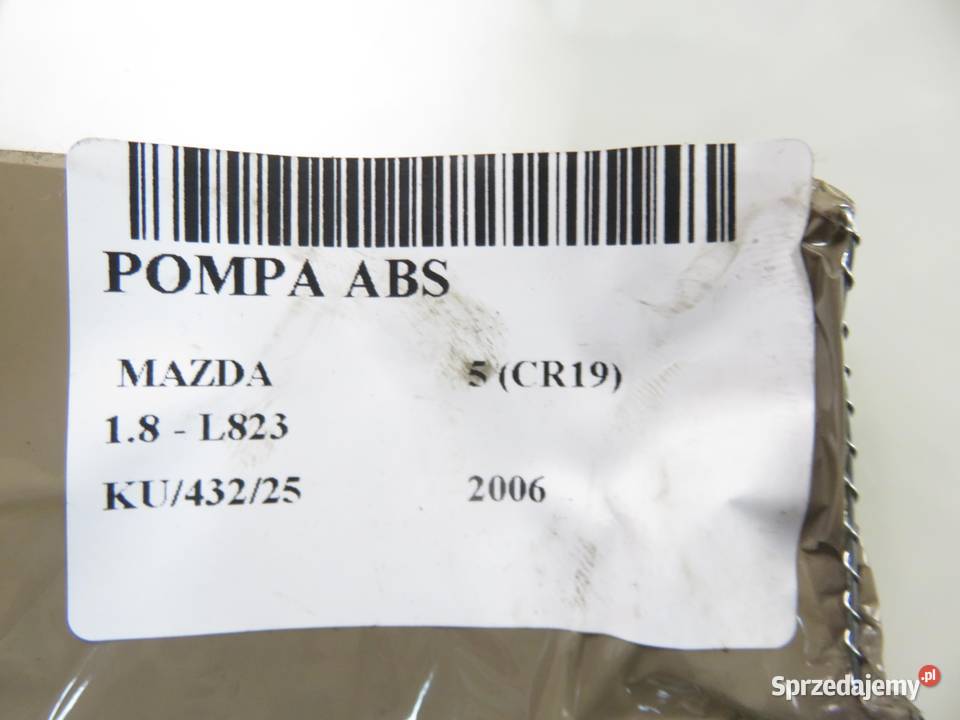 POMPA ABS
MAZDA 5 (CR19)
1.8 - L823
KU/432/25 2006
Sprzedajemy.pl